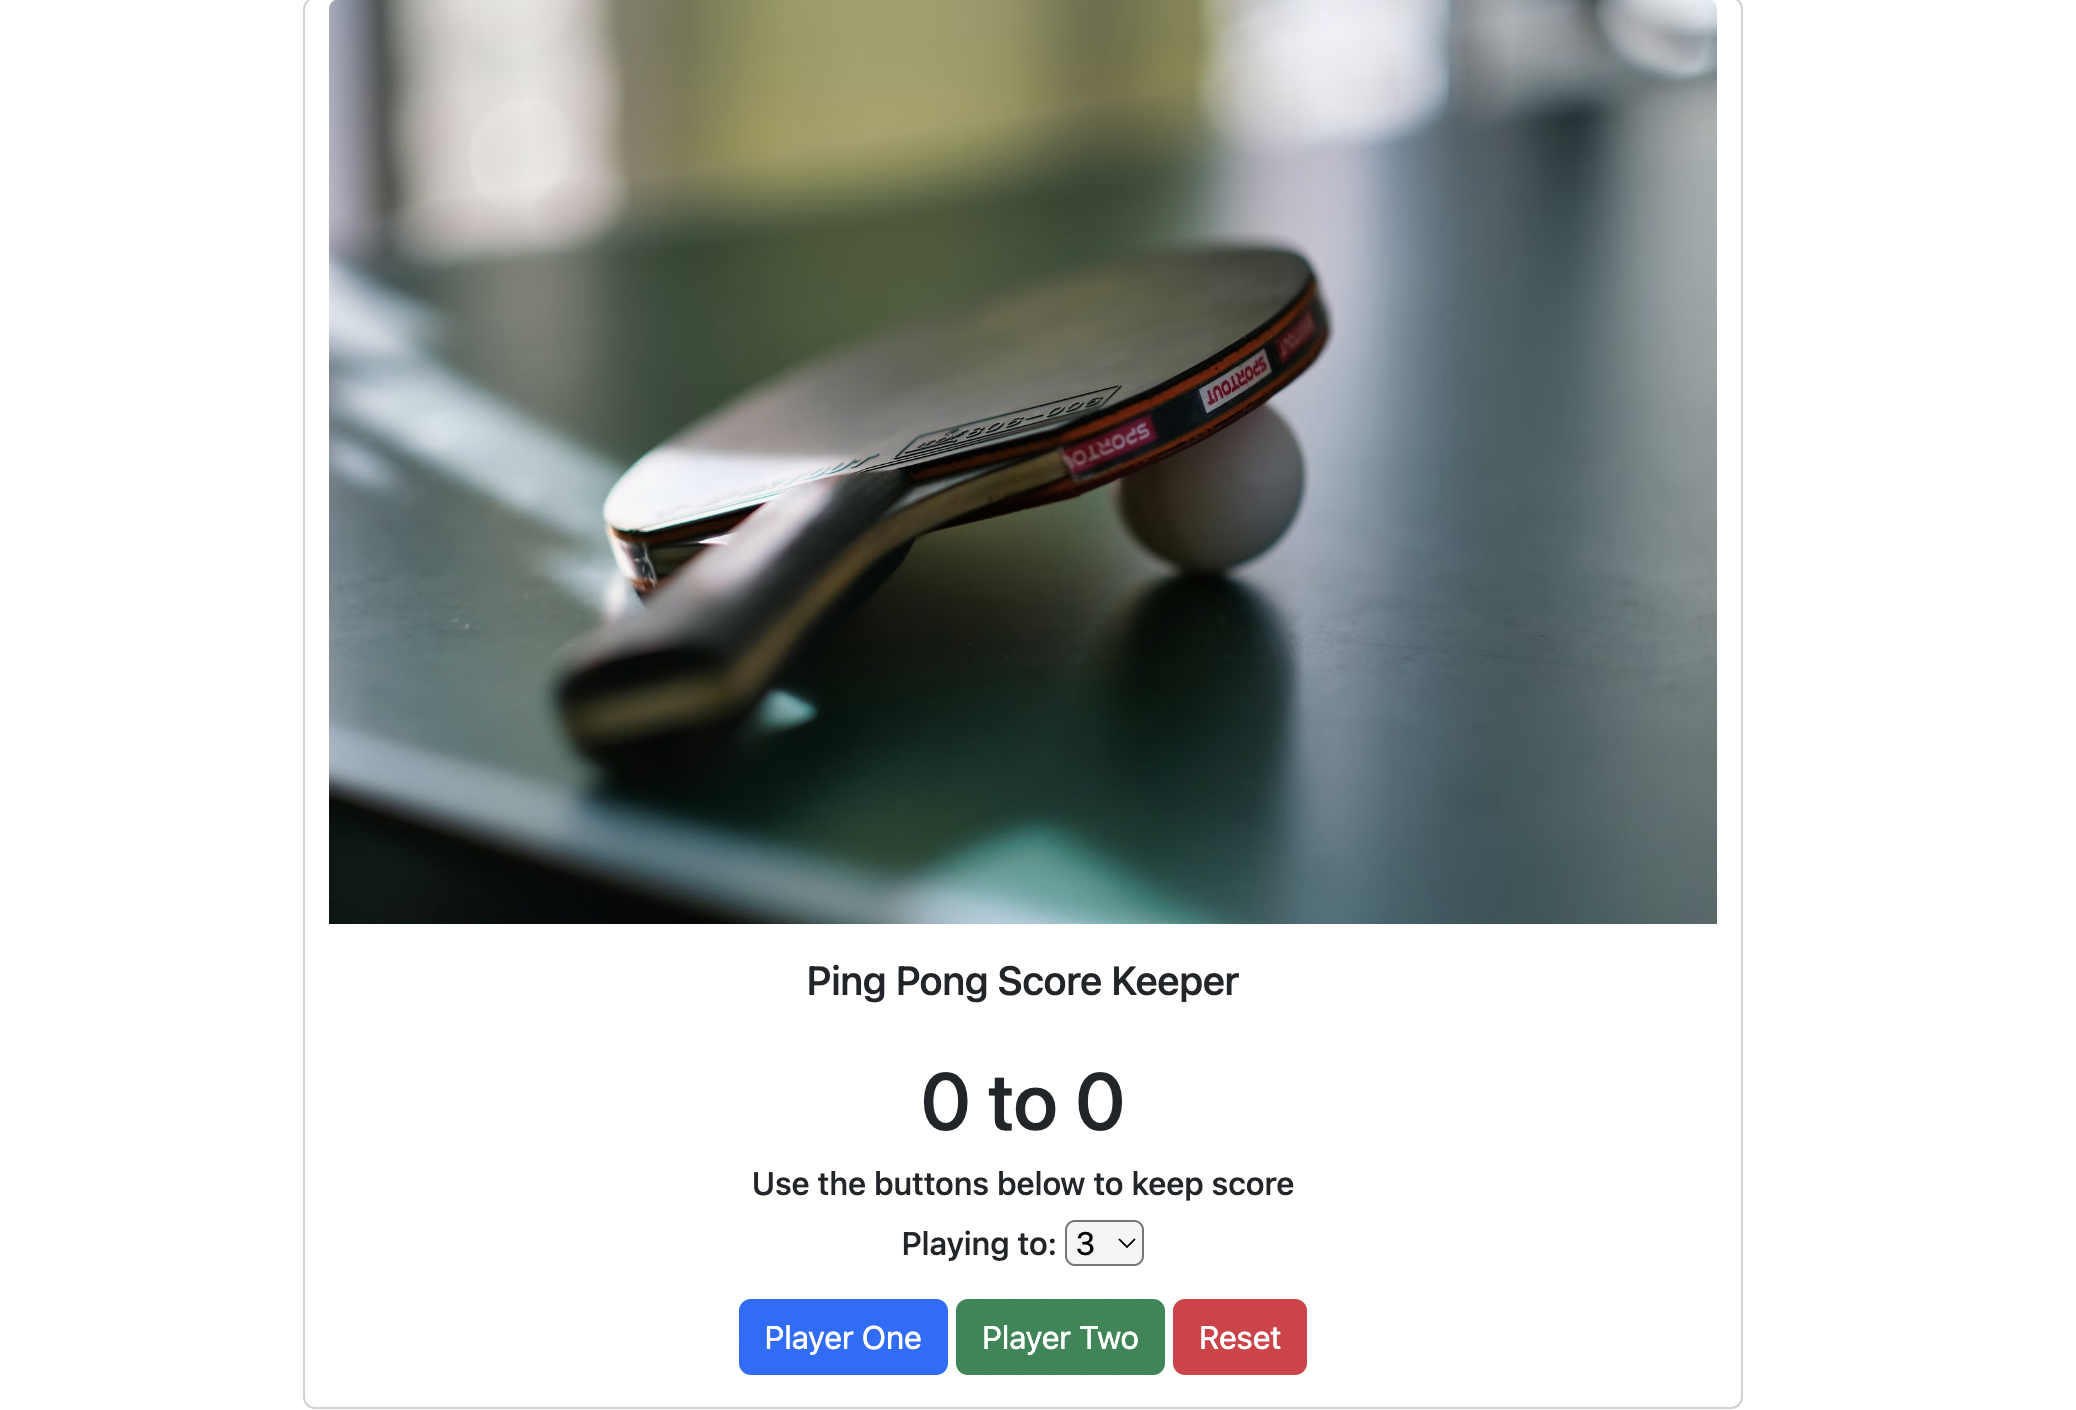 SPORTOUT
SPORTO
Ping Pong Score Keeper
0 to 0
Use the buttons below to keep score
Playing to: 3
Player One Player Two Reset